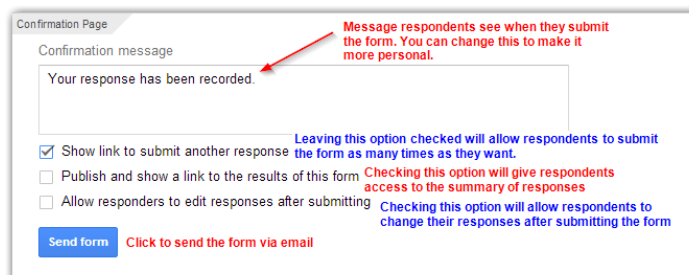 Confirmation Page
Message respondents see when they submit
the form. You can change this to make it
more personal.
Confirmation message
Your response has been recorded.
Show link to submit another response
Leaving this option checked will allow respondents to submit
the form as many times as they want.
Publish and show a link to the results of this form
Checking this option will give respondents
access to the summary of responses
Allow responders to edit responses after submitting
Checking this option will allow respondents to
change their responses after submitting the form
Send form
Click to send the form via email